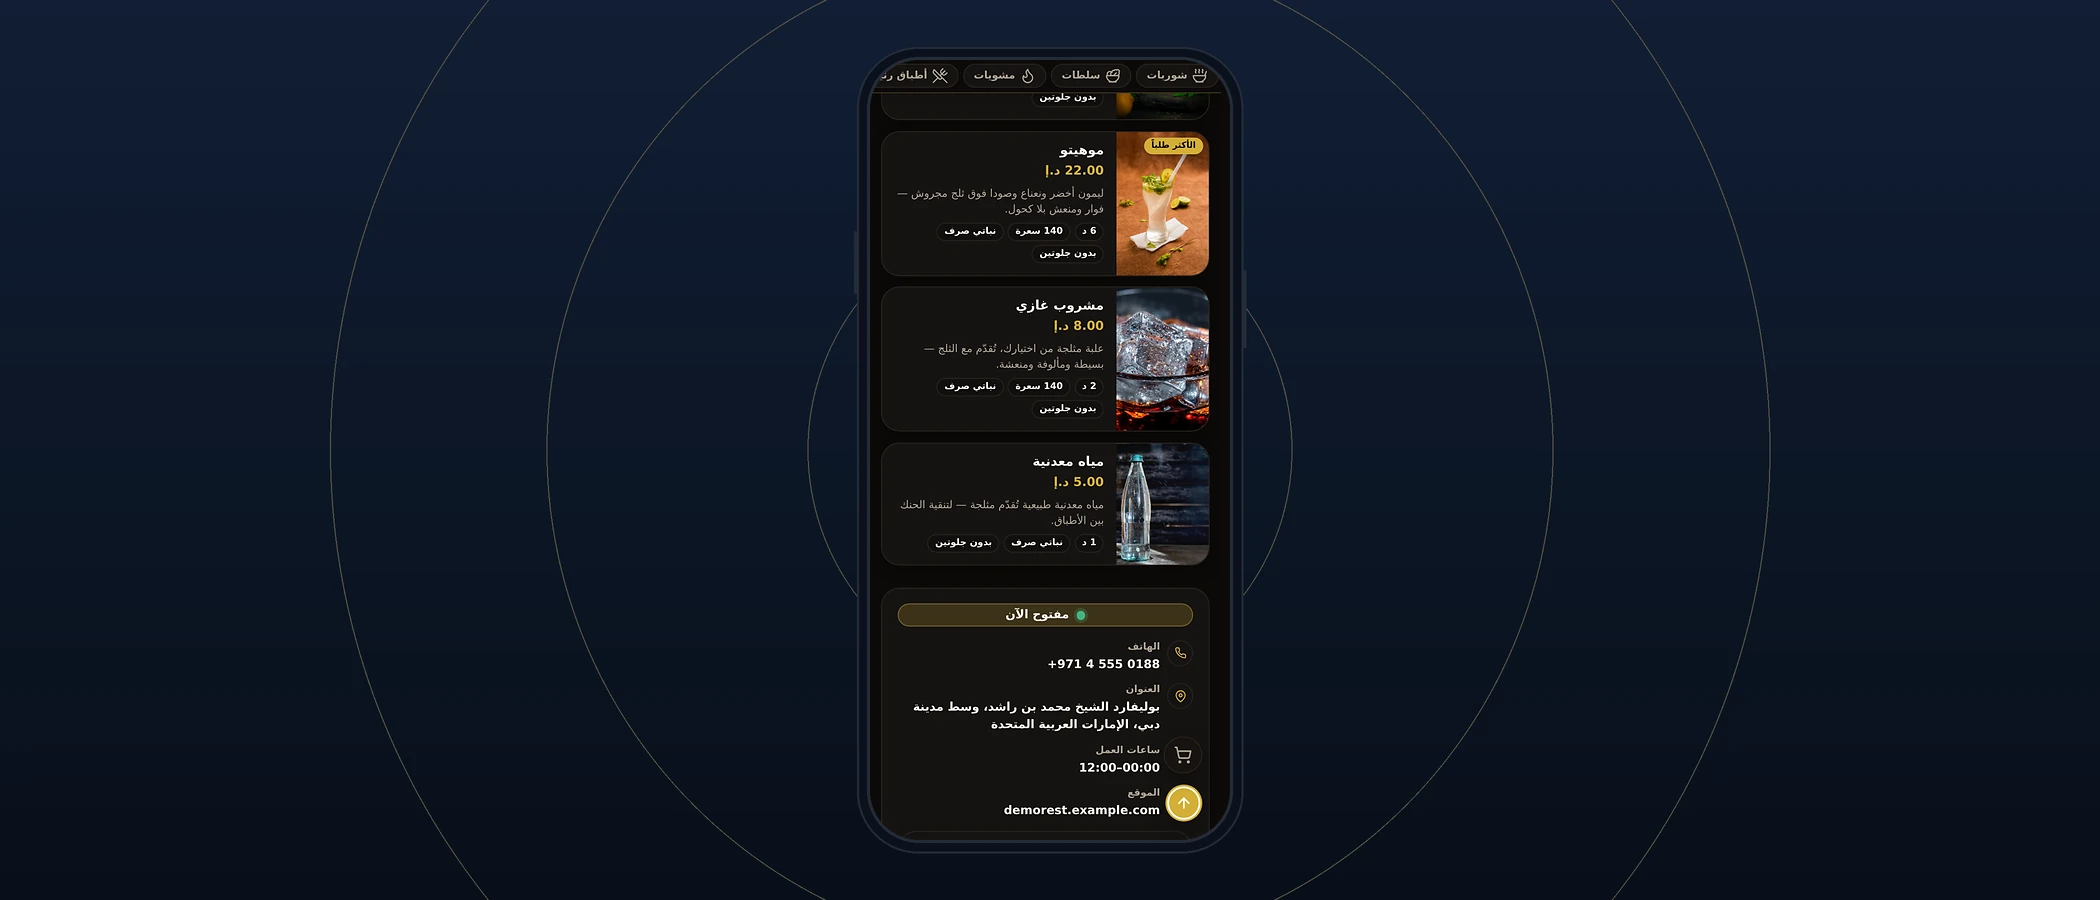 شوربات
سلطات
مشويات
أطباق
بدون جلوتين
الأكثر طلباً
موهيتو
22.00 د.إ
ليمون أخضر ونعناع وصودا فوق ثلج مجروش —
فوار ومنعش بلا كحول.
6 د
140 سعرة
نباتي صرف
بدون جلوتين
مشروب غازي
8.00 د.إ
علبة مثلجة من اختيارك، تُقدّم مع الثلج —
بسيطة ومألوفة ومنعشة.
2 د
140 سعرة
نباتي صرف
بدون جلوتين
مياه معدنية
5.00 د.إ
مياه معدنية طبيعية تُقدّم مثلجة — لتنقية الحنك
بين الأطباق.
1 د
نباتي صرف
بدون جلوتين
مفتوح الآن
الهاتف
+971 4 555 0188
العنوان
بوليفارد الشيخ محمد بن راشد، وسط مدينة
دبي، الإمارات العربية المتحدة
ساعات العمل
12:00–00:00
الموقع
demorest.example.com